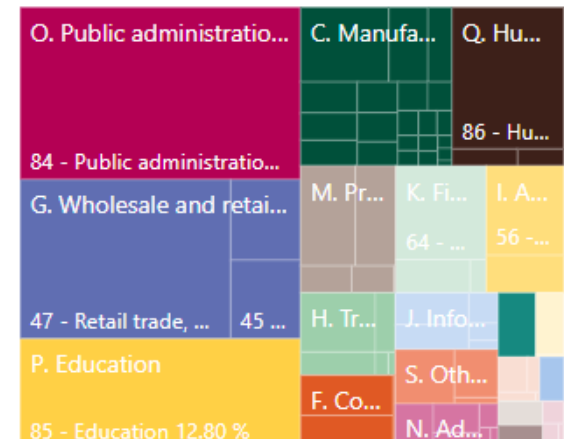 O. Public administratio...
84 - Public administratio...
G. Wholesale and retai...
47 - Retail trade, ...
45 ...
P. Education
85 - Education 12.80 %
C. Manufa...
Q. Hu...
86 - Hu...
M. Pr...
K. Fi...
64 - ...
I. A...
56 -...
H. Tr...
J. Info...
F. Co...
S. Oth...
N. Ad...